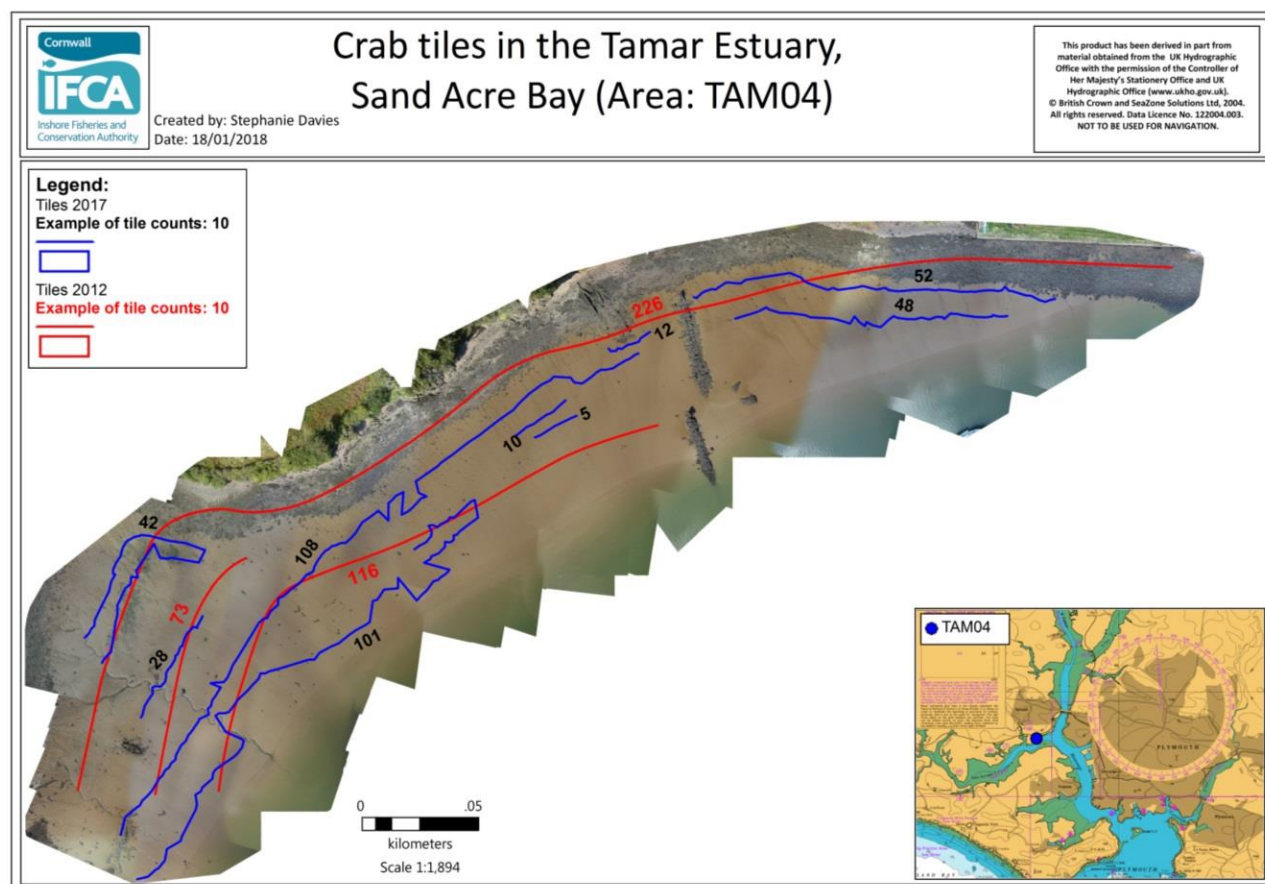 Cornwall
IFCA
Inshore Fisheries and
Conservation Authority
Created by: Stephanie Davies
Date: 18/01/2018
Crab tiles in the Tamar Estuary,
Sand Acre Bay (Area: TAM04)
This product has been derived in part from
material obtained from the UK Hydrographic
Office with the permission of the Controller of
Her Majesty's Stationery Office and UK
Hydrographic Office (www.ukho.gov.uk).
© British Crown and SeaZone Solutions Ltd, 2004.
All rights reserved. Data Licence No. 122004.003.
NOT TO BE USED FOR NAVIGATION.
Legend:
Tiles 2017
Example of tile counts: 10
Tiles 2012
Example of tile counts: 10
52
48
226
12
5
10
42
108
116
73
28
101
0 .05
kilometers
Scale 1:1,894
TAM04
PLYMOUTH
PLYMOUTH